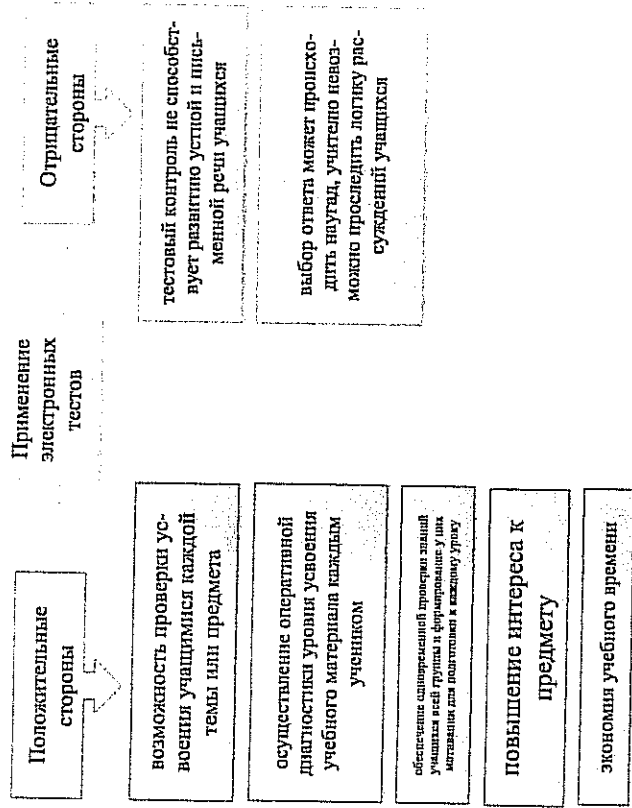 Применение
электронных
тестов
Положительные
стороны
возможность проверки ус-
воения учащимися каждой
темы или предмета
осуществление оперативной
диагностики уровня усвоения
учебного материала каждым
учеником
обеспечение одновременной проверки знаний
учащихся всей группы и формирование у них
мотивации для подготовки к каждому уроку
повышение интереса к
предмету
экономия учебного времени
Отрицательные
стороны
тестовый контроль не способст-
вует развитию устной и пись-
менной речи учащихся
выбор ответа может происхо-
дить наугад, учителю невоз-
можно проследить логику рас-
суждений учащихся